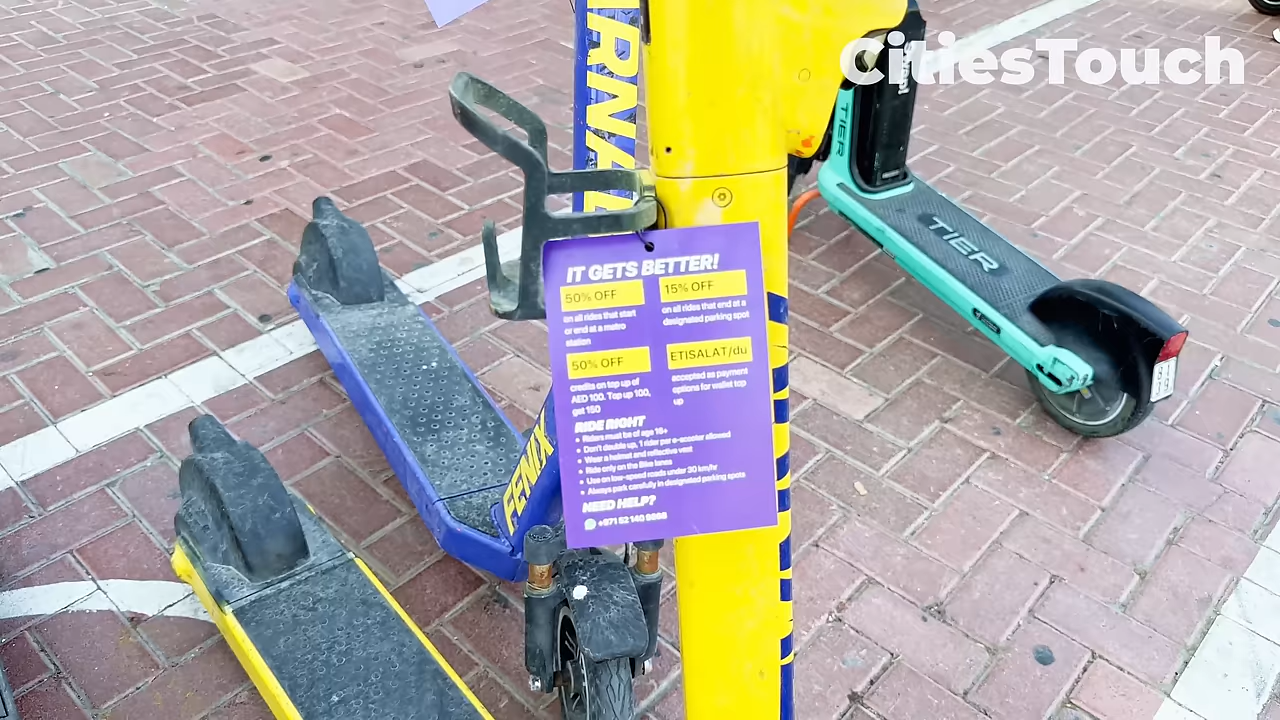 CitiesTouch
TIER
TIER
FENIX
IT GETS BETTER!
50% OFF
on all rides that start
or end at a metro
station
15% OFF
on all rides that end at a
designated parking spot
50% OFF
credits on top up of
AED 100. Top up 100,
get 150
ETISALAT/du
accepted as payment
options for wallet top
up
RIDE RIGHT
• Riders must be of age 16+
• Don't double up, 1 rider per e-scooter allowed
• Wear a helmet and reflective vest
• Ride only on the Bike lanes
• Use on low-speed roads under 30 km/hr
• Always park carefully in designated parking spots
NEED HELP?